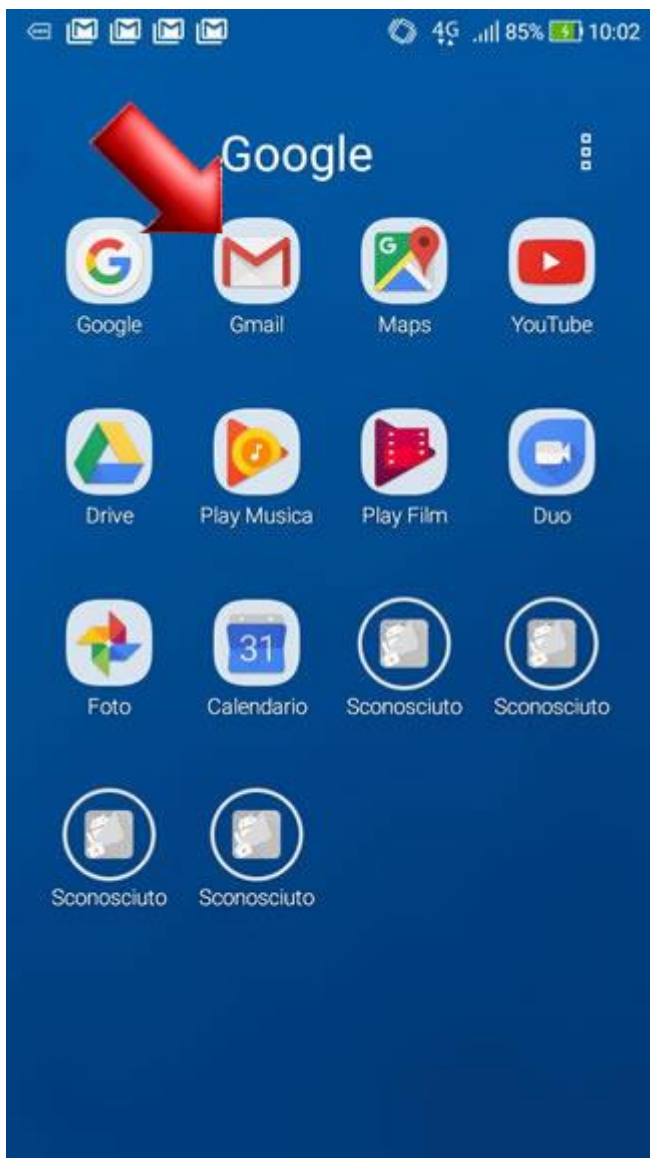 4G 85% 10:02
Google
Google Gmail Maps YouTube
Drive Play Musica Play Film Duo
31
Foto Calendario Sconosciuto Sconosciuto
Sconosciuto Sconosciuto